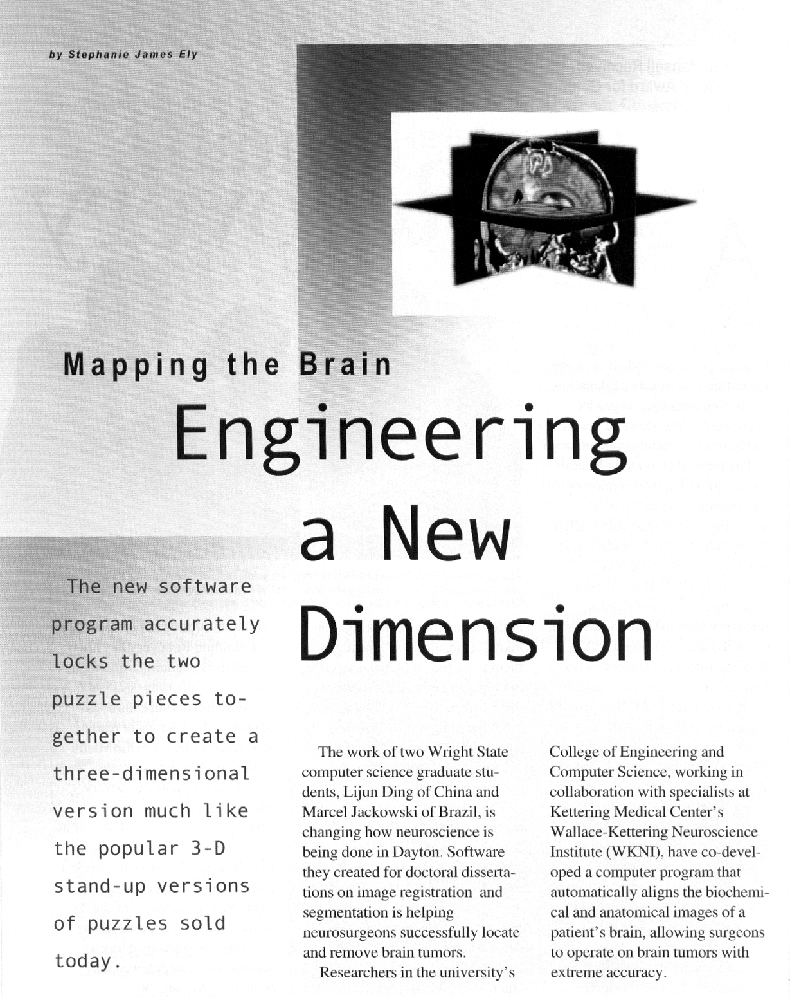 by Stephanie James Ely
Mapping the Brain
Engineering
a New
Dimension
The new software
program accurately
locks the two
puzzle pieces to-
gether to create a
three-dimensional
version much like
the popular 3-D
stand-up versions
of puzzles sold
today.
The work of two Wright State
computer science graduate stu-
dents, Lijun Ding of China and
Marcel Jackowski of Brazil, is
changing how neuroscience is
being done in Dayton. Software
they created for doctoral disserta-
tions on image registration and
segmentation is helping
neurosurgeons successfully locate
and remove brain tumors.
Researchers in the university's
College of Engineering and
Computer Science, working in
collaboration with specialists at
Kettering Medical Center's
Wallace-Kettering Neuroscience
Institute (WKNI), have co-devel-
oped a computer program that
automatically aligns the biochemi-
cal and anatomical images of a
patient's brain, allowing surgeons
to operate on brain tumors with
extreme accuracy.